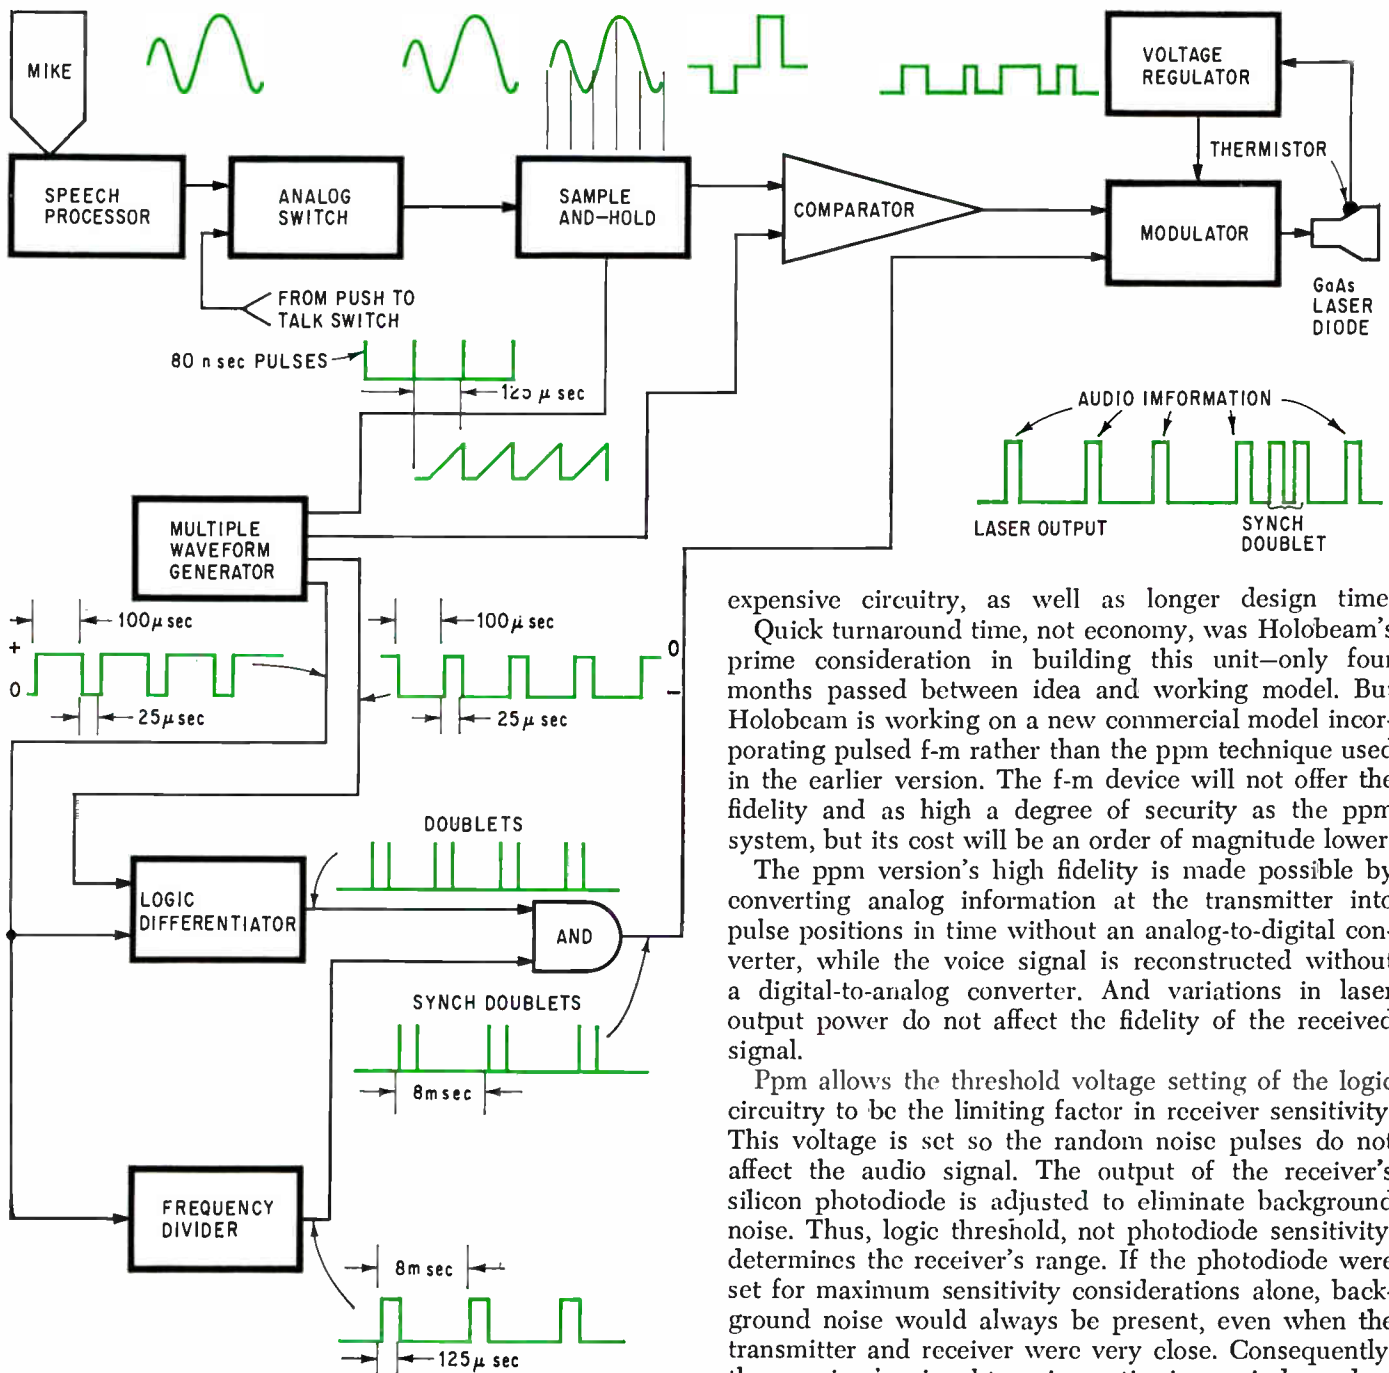 MIKE
SPEECH
PROCESSOR
ANALOG
SWITCH
FROM PUSH TO
TALK SWITCH
SAMPLE
AND-HOLD
COMPARATOR
VOLTAGE
REGULATOR
THERMISTOR
MODULATOR
GaAs
LASER
DIODE
80 n sec PULSES
125 μ sec
AUDIO IMFORMATION
LASER OUTPUT
SYNCH
DOUBLET
MULTIPLE
WAVEFORM
GENERATOR
100 μ sec
+
0
25 μ sec
100 μ sec
0
−
25 μ sec
DOUBLETS
LOGIC
DIFFERENTIATOR
AND
SYNCH DOUBLETS
8 m sec
FREQUENCY
DIVIDER
8 m sec
125 μ sec
expensive circuitry, as well as longer design time
Quick turnaround time, not economy, was Holobeam's
prime consideration in building this unit—only four
months passed between idea and working model. But
Holobeam is working on a new commercial model incor-
porating pulsed f-m rather than the ppm technique used
in the earlier version. The f-m device will not offer the
fidelity and as high a degree of security as the ppm
system, but its cost will be an order of magnitude lower
The ppm version's high fidelity is made possible by
converting analog information at the transmitter into
pulse positions in time without an analog-to-digital con-
verter, while the voice signal is reconstructed without
a digital-to-analog converter. And variations in laser
output power do not affect the fidelity of the received
signal.
Ppm allows the threshold voltage setting of the logic
circuitry to be the limiting factor in receiver sensitivity
This voltage is set so the random noise pulses do not
affect the audio signal. The output of the receiver's
silicon photodiode is adjusted to eliminate background
noise. Thus, logic threshold, not photodiode sensitivity
determines the receiver's range. If the photodiode were
set for maximum sensitivity considerations alone, back-
ground noise would always be present, even when the
transmitter and receiver were very close. Consequently